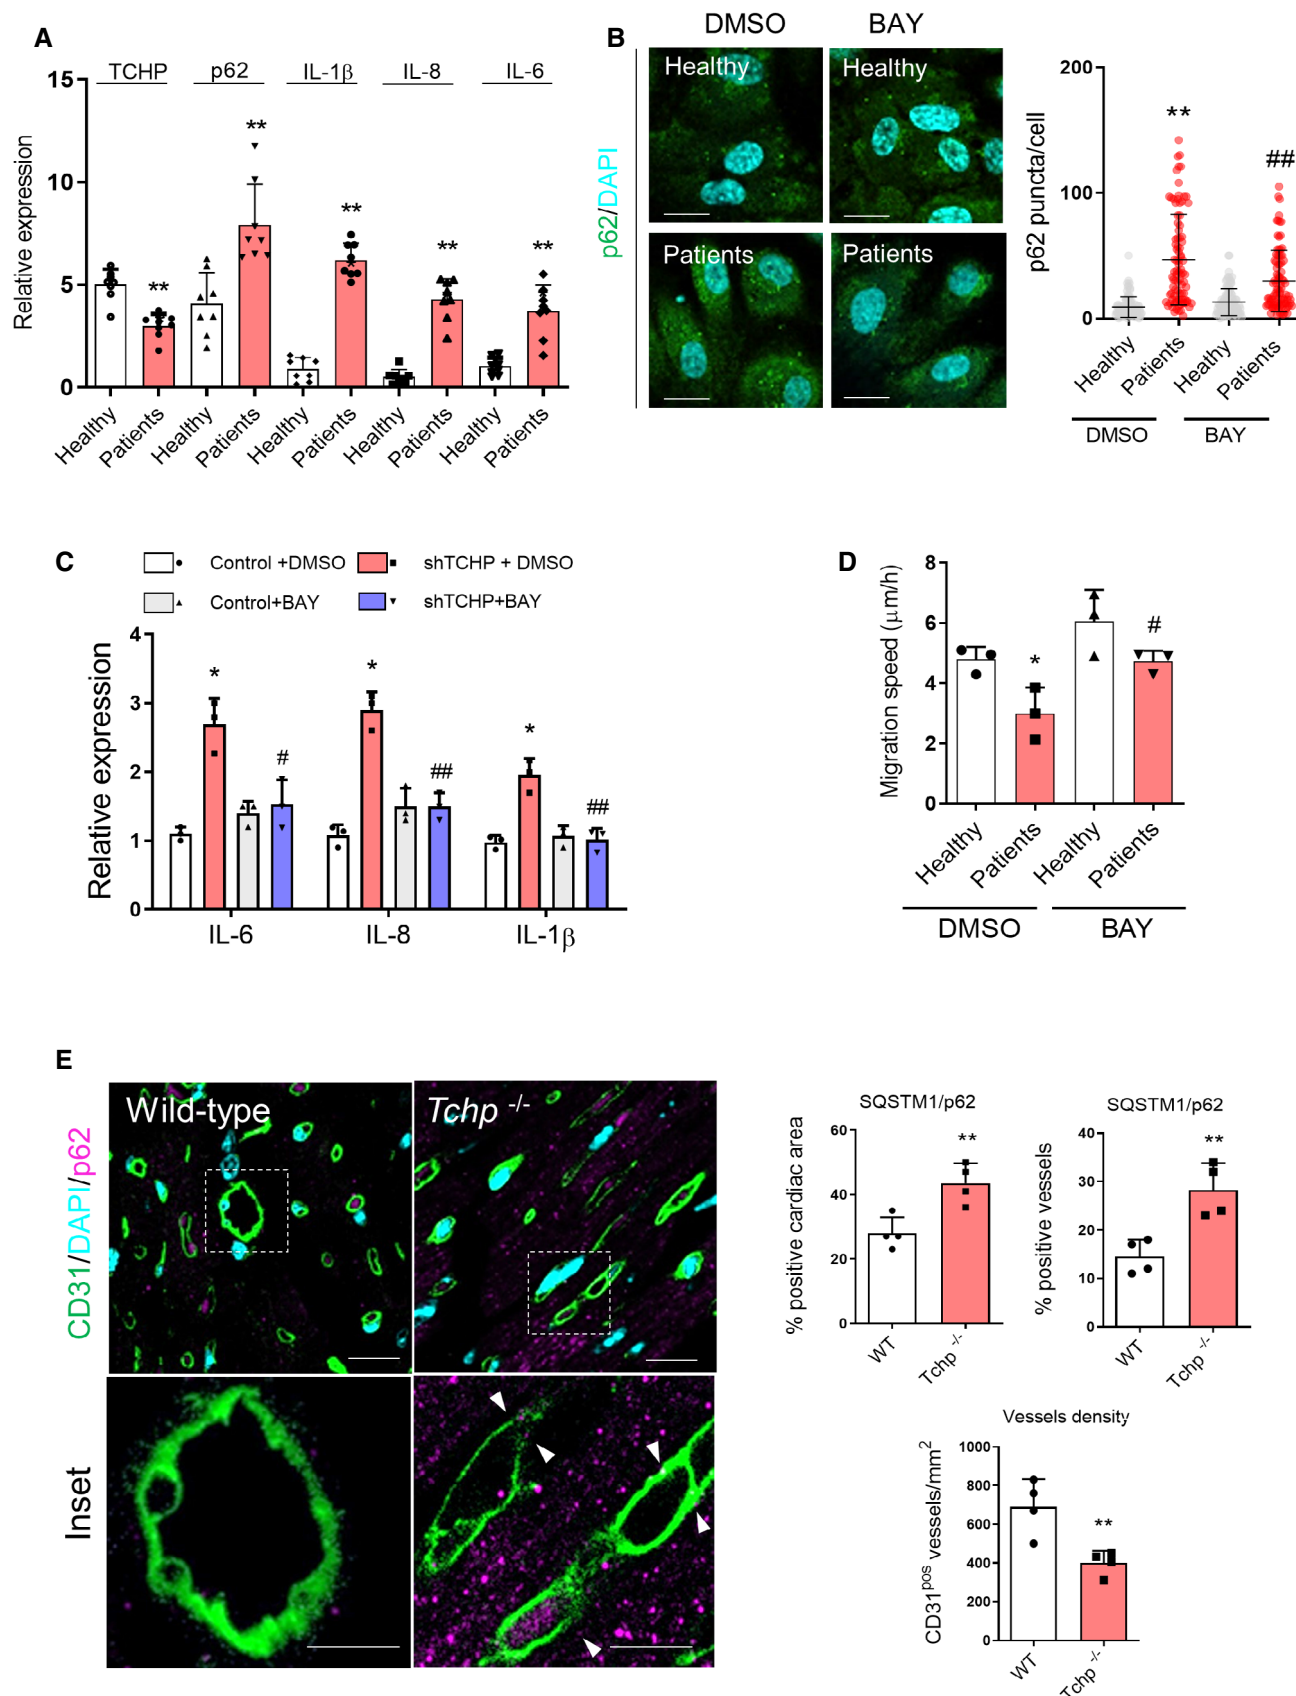 A
TCHP p62 IL-1β IL-8 IL-6
Relative expression
15
10
5
0
** ** ** ** **
Healthy Patients Healthy Patients Healthy Patients Healthy Patients Healthy Patients
B
DMSO BAY
p62/DAPI
Healthy Healthy
Patients Patients
p62 puncta/cell
200
100
0
** ##
Healthy Patients Healthy Patients
DMSO BAY
C
Control +DMSO shTCHP + DMSO
Control+BAY shTCHP+BAY
Relative expression
4
3
2
1
0
* # * ## * ##
IL-6 IL-8 IL-1β
D
Migration speed (μm/h)
8
6
4
2
0
* #
Healthy Patients Healthy Patients
DMSO BAY
E
CD31/DAPI/p62
Wild-type Tchp -/-
Inset
SQSTM1/p62
% positive cardiac area
60
40
20
0
**
WT Tchp -/-
SQSTM1/p62
% positive vessels
40
30
20
10
0
**
WT Tchp -/-
Vessels density
CD31pos vessels/mm2
1000
800
600
400
200
0
**
WT Tchp -/-